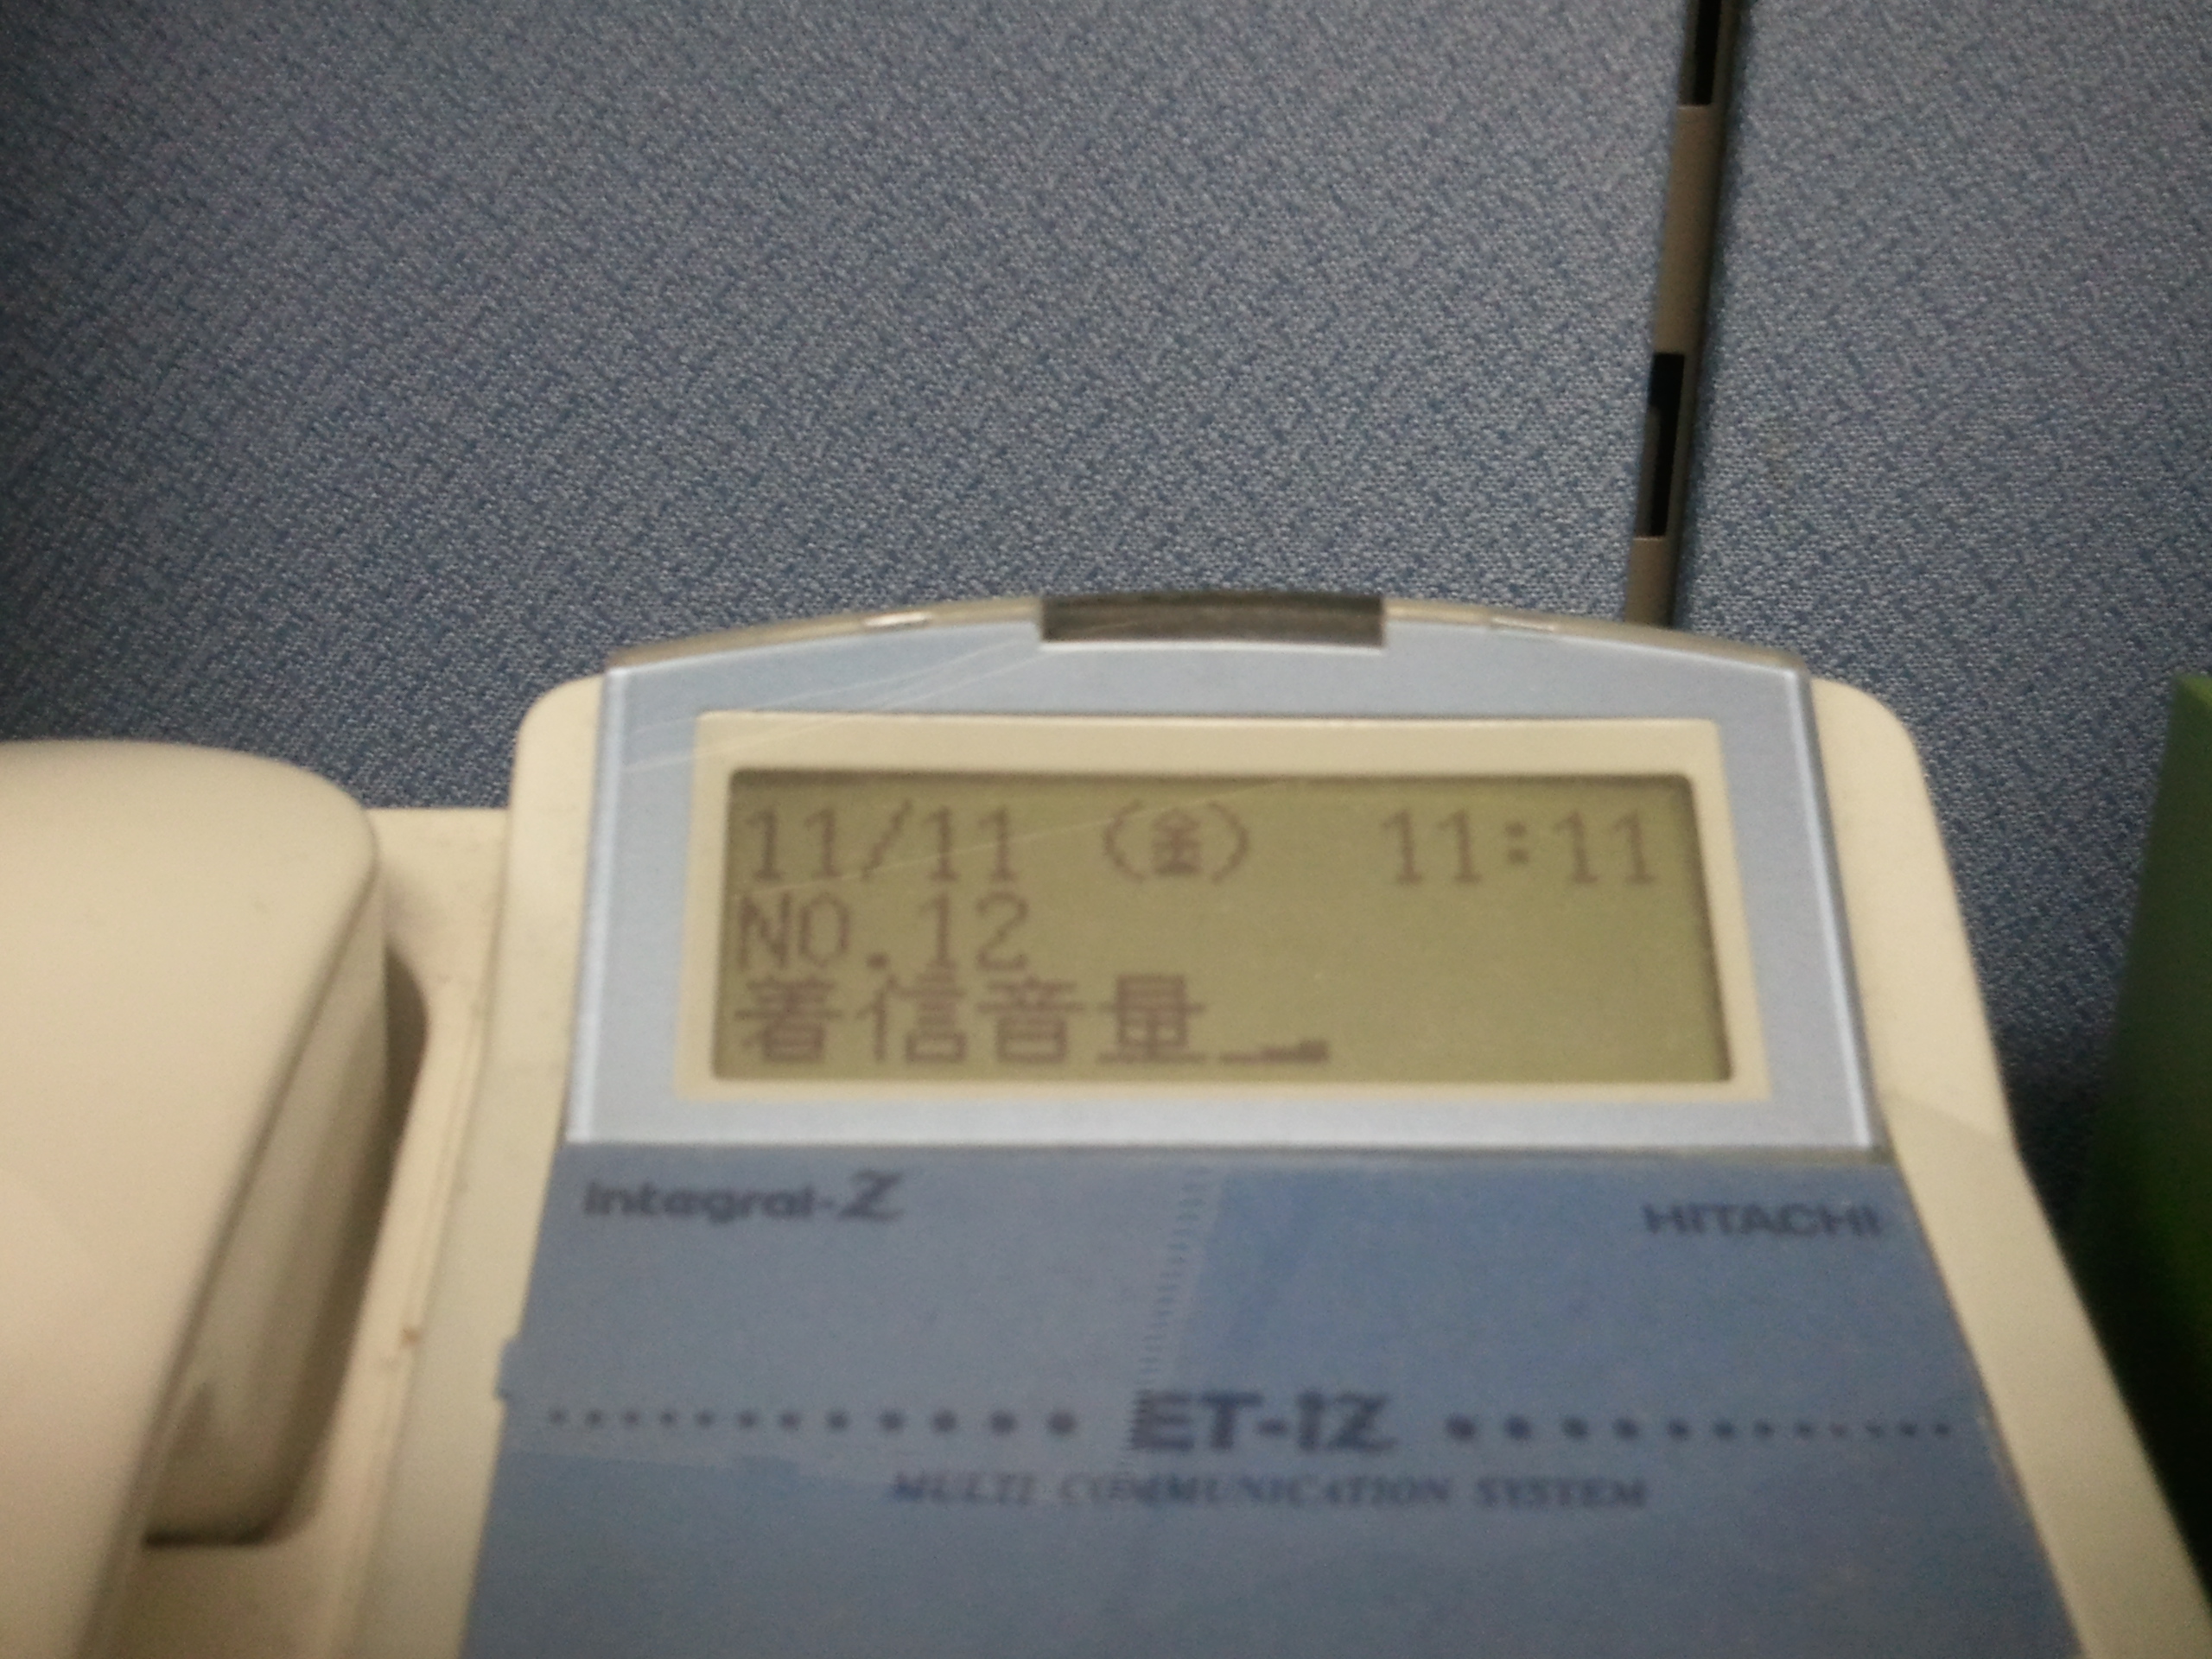 11/11 (金) 11:11
NO.12
着信音量
integral-Z HITACHI
ET-iZ
MULTI COMMUNICATION SYSTEM